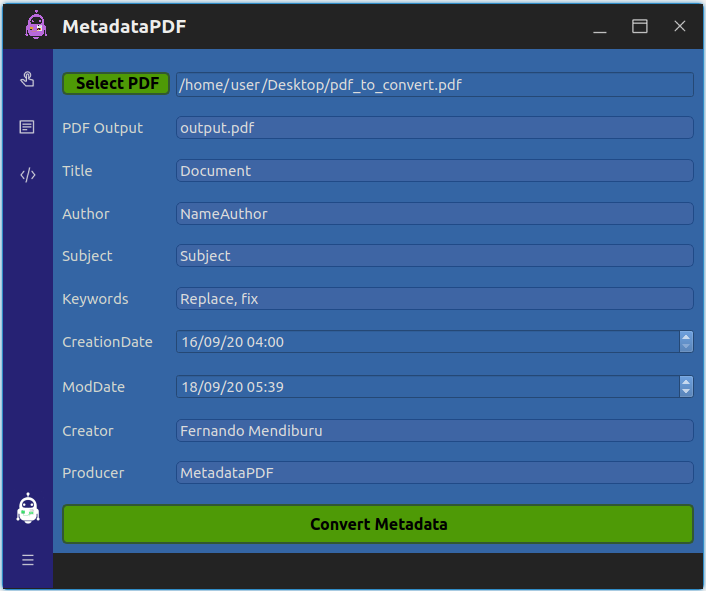 MetadataPDF
Select PDF /home/user/Desktop/pdf_to_convert.pdf
PDF Output output.pdf
Title Document
Author NameAuthor
Subject Subject
Keywords Replace, fix
CreationDate 16/09/20 04:00
ModDate 18/09/20 05:39
Creator Fernando Mendiburu
Producer MetadataPDF
Convert Metadata